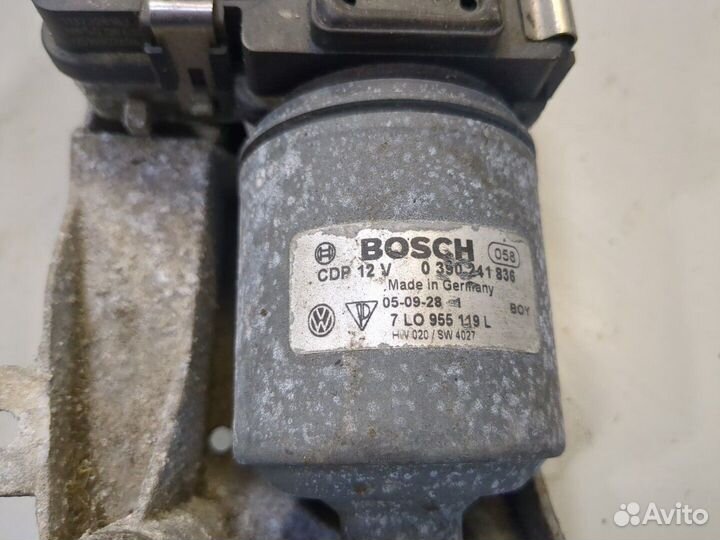 BOSCH 058
CDP 12 V 0 390 241 836
Made in Germany
05-09-28 BOY
7 LO 955 119 L
HW 020 / SW 4027
Avito